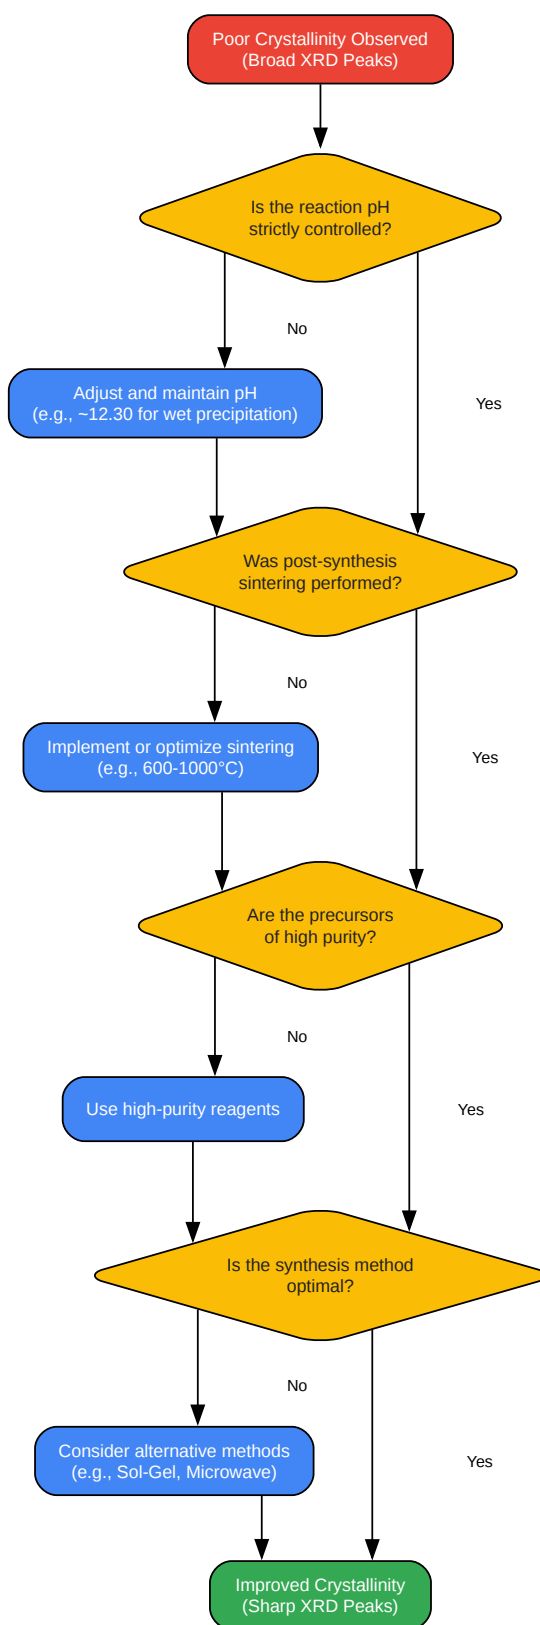 Poor Crystallinity Observed
(Broad XRD Peaks)
Is the reaction pH
strictly controlled?
No
Adjust and maintain pH
(e.g., ~12.30 for wet precipitation)
Yes
Was post-synthesis
sintering performed?
No
Implement or optimize sintering
(e.g., 600-1000°C)
Yes
Are the precursors
of high purity?
No
Use high-purity reagents
Yes
Is the synthesis method
optimal?
No
Consider alternative methods
(e.g., Sol-Gel, Microwave)
Yes
Improved Crystallinity
(Sharp XRD Peaks)